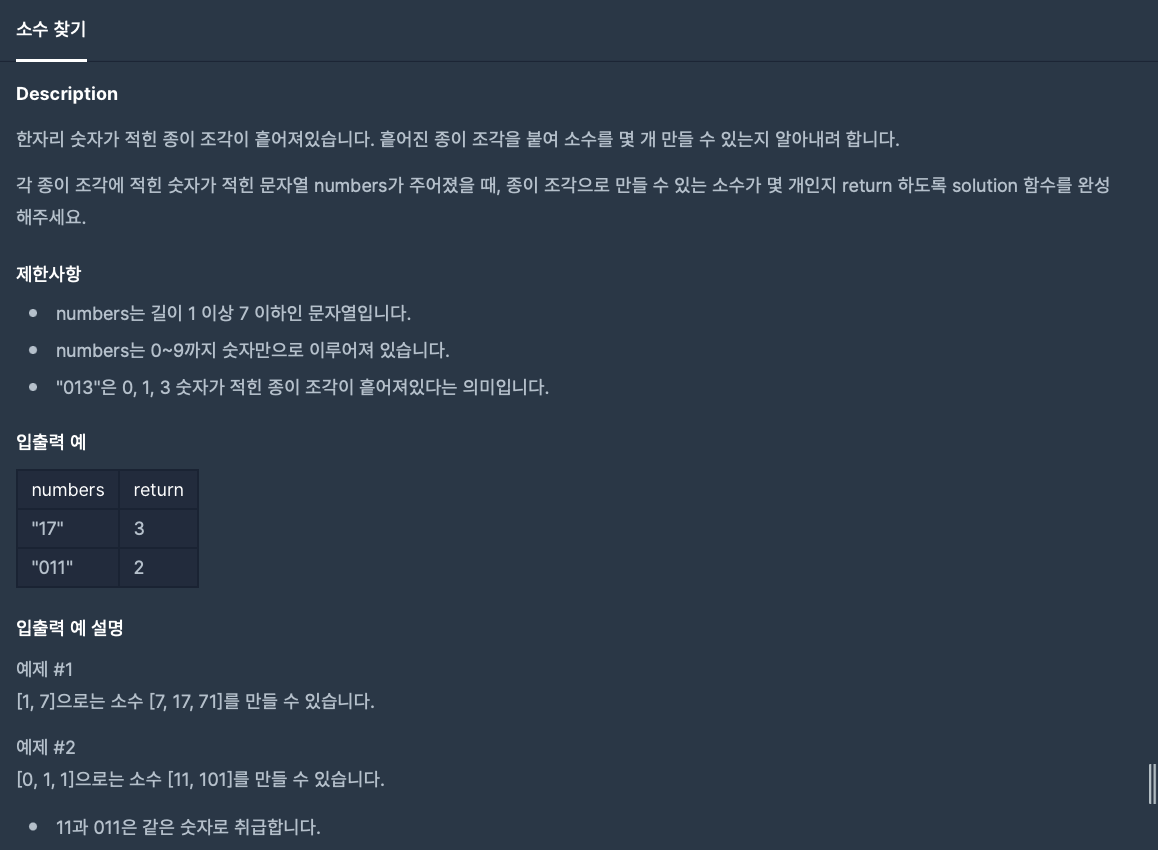 소수 찾기
Description
한자리 숫자가 적힌 종이 조각이 흩어져있습니다. 흩어진 종이 조각을 붙여 소수를 몇 개 만들 수 있는지 알아내려 합니다.
각 종이 조각에 적힌 숫자가 적힌 문자열 numbers가 주어졌을 때, 종이 조각으로 만들 수 있는 소수가 몇 개인지 return 하도록 solution 함수를 완성
해주세요.
제한사항
numbers는 길이 1 이상 7 이하인 문자열입니다.
numbers는 0~9까지 숫자만으로 이루어져 있습니다.
"013"은 0, 1, 3 숫자가 적힌 종이 조각이 흩어져있다는 의미입니다.
입출력 예
numbers return
"17" 3
"011" 2
입출력 예 설명
예제 #1
[1, 7]으로는 소수 [7, 17, 71]를 만들 수 있습니다.
예제 #2
[0, 1, 1]으로는 소수 [11, 101]를 만들 수 있습니다.
11과 011은 같은 숫자로 취급합니다.